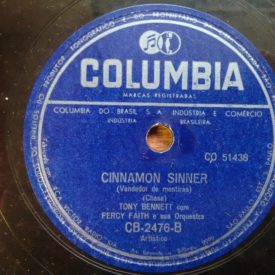 COLUMBIA
MARCAS REGISTRADAS
COLUMBIA DO BRASIL S. A. INDÚSTRIA E COMÉRCIO
INDÚSTRIA BRASILEIRA
CO 51438
CINNAMON SINNER
(Vendedor de mentiras)
(Chase)
TONY BENNETT com
PERCY FAITH e sua Orquestra
CB-2476-B
Artístico